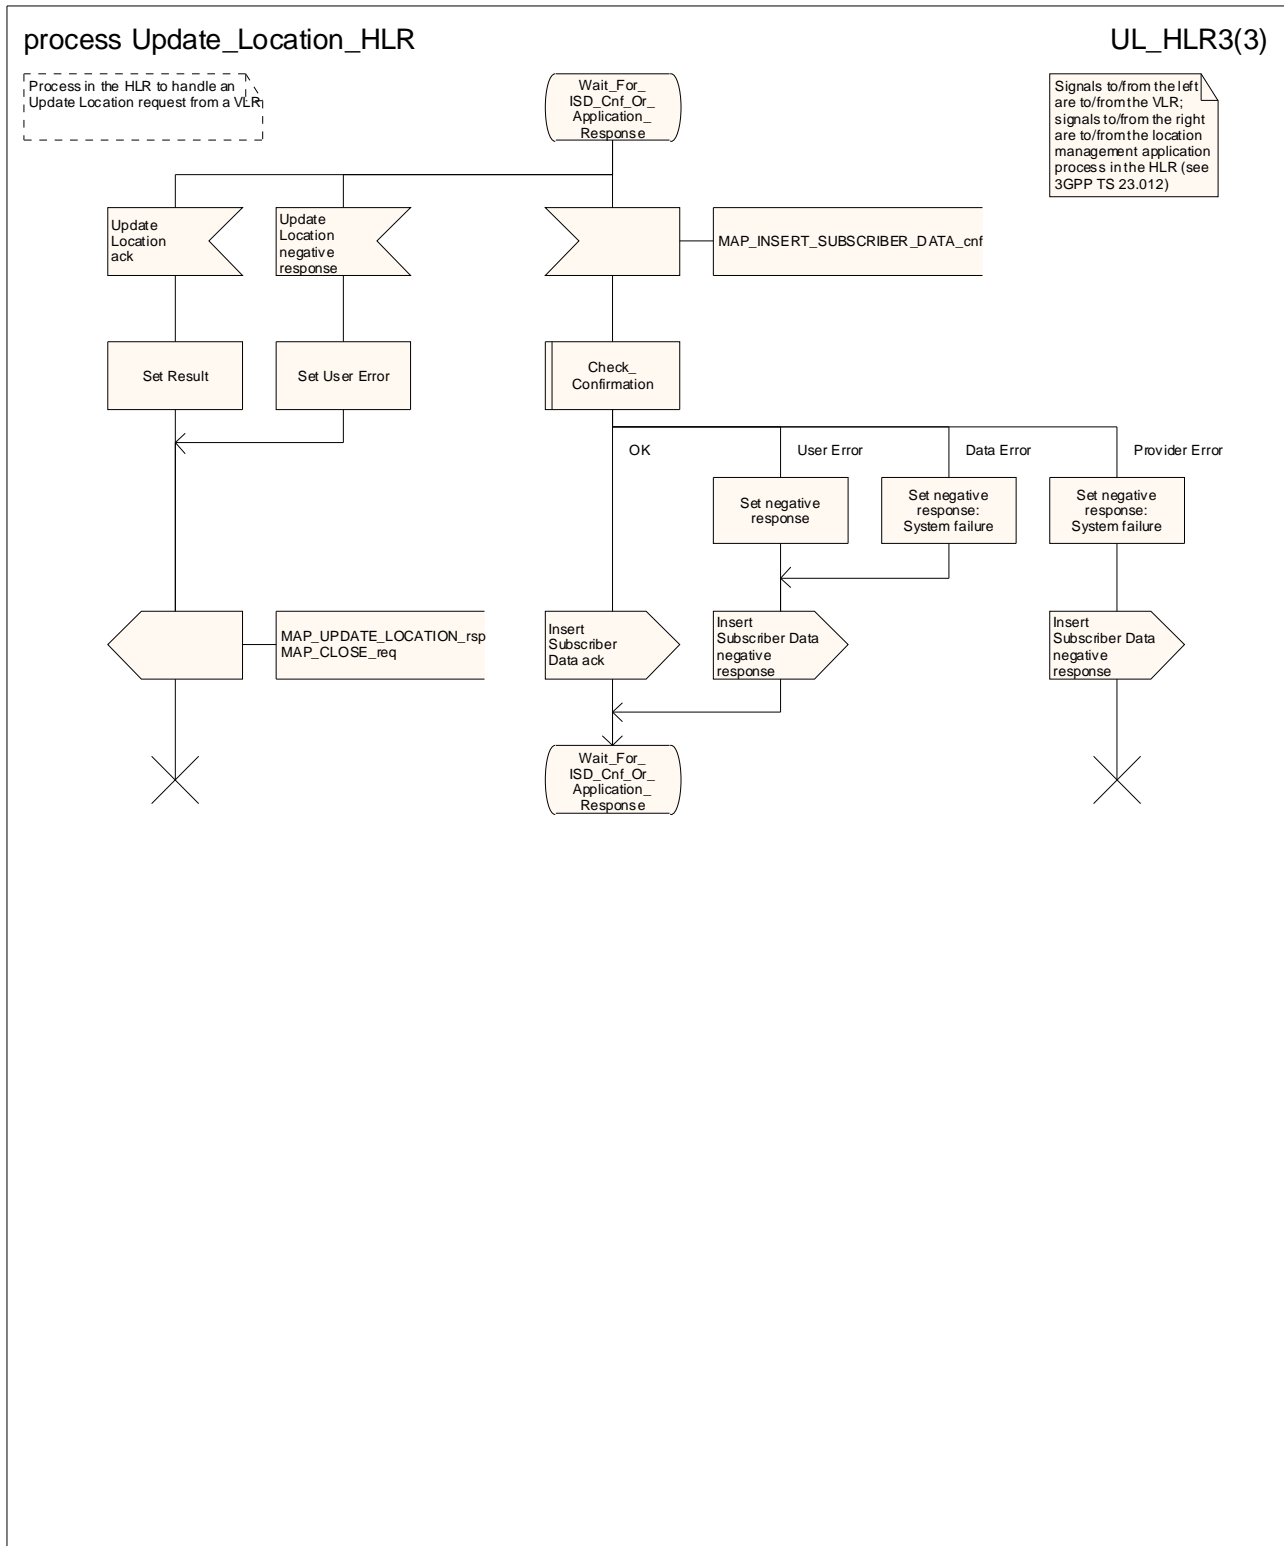 process Update_Location_HLR
UL_HLR3(3)
Process in the HLR to handle an
Update Location request from a VLR
Wait_For_
ISD_Cnf_Or_
Application_
Response
Signals to/from the left
are to/from the VLR;
signals to/from the right
are to/from the location
management application
process in the HLR (see
3GPP TS 23.012)
Update
Location
ack
Update
Location
negative
response
MAP_INSERT_SUBSCRIBER_DATA_cnf
Set Result
Set User Error
Check_
Confirmation
OK
User Error
Data Error
Provider Error
Set negative
response
Set negative
response:
System failure
Set negative
response:
System failure
MAP_UPDATE_LOCATION_rsp
MAP_CLOSE_req
Insert
Subscriber
Data ack
Insert
Subscriber Data
negative
response
Insert
Subscriber Data
negative
response
Wait_For_
ISD_Cnf_Or_
Application_
Response